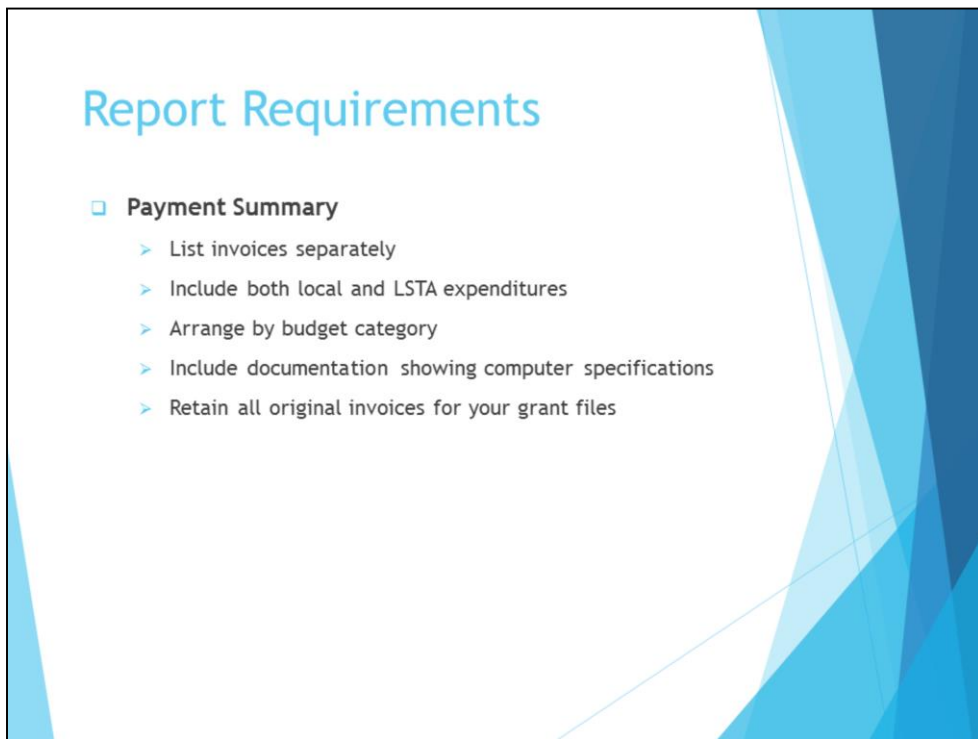 Report Requirements
Payment Summary
List invoices separately
Include both local and LSTA expenditures
Arrange by budget category
Include documentation showing computer specifications
Retain all original invoices for your grant files